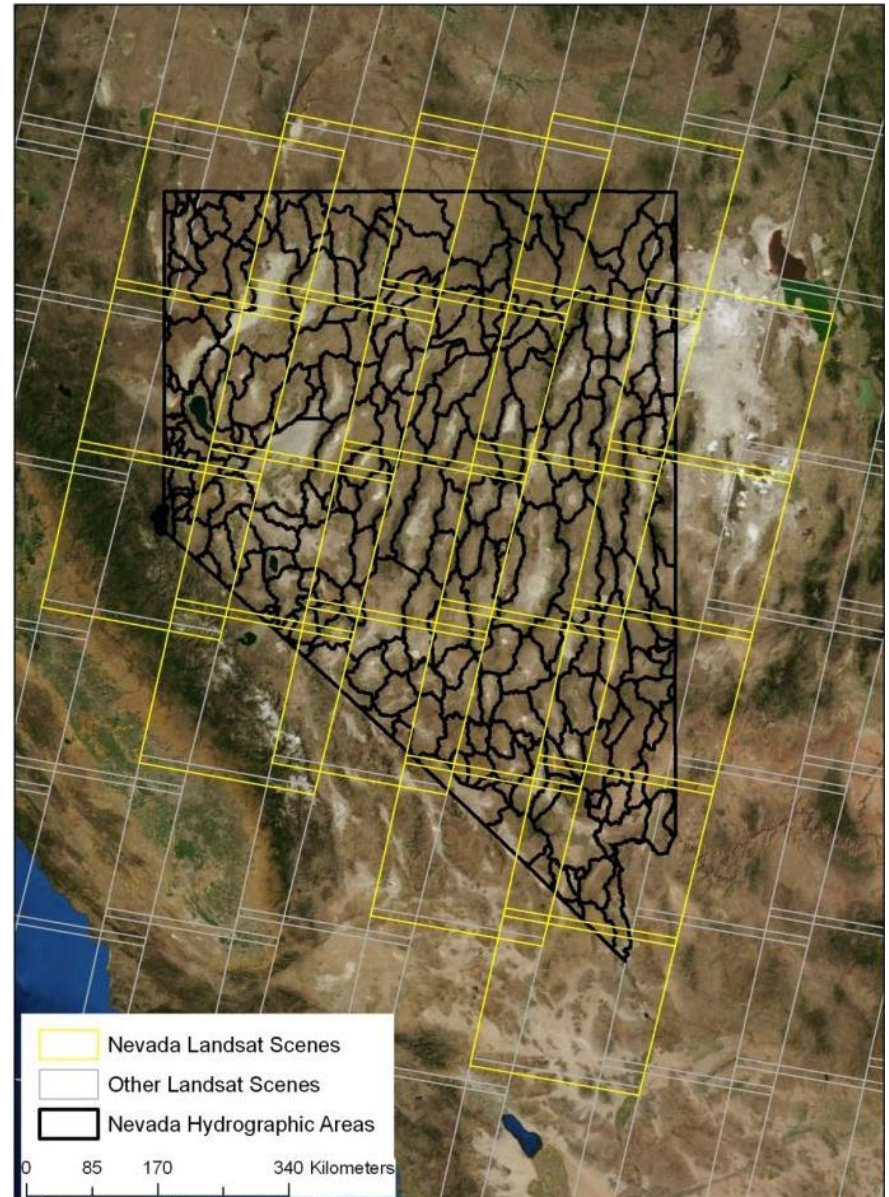 Nevada Landsat Scenes
Other Landsat Scenes
Nevada Hydrographic Areas
0 85 170 340 Kilometers